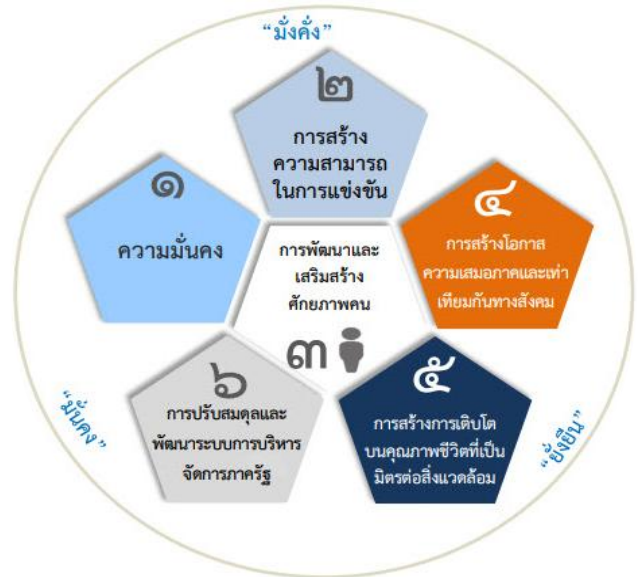 “มั่งคั่ง”
๒
การสร้าง
ความสามารถ
ในการแข่งขัน
๑
ความมั่นคง
๔
การสร้างโอกาส
ความเสมอภาคและเท่า
เทียมกันทางสังคม
การพัฒนาและ
เสริมสร้าง
ศักยภาพคน
๓
๖
การปรับสมดุลและ
พัฒนาระบบการบริหาร
จัดการภาครัฐ
๕
การสร้างการเติบโต
บนคุณภาพชีวิตที่เป็น
มิตรต่อสิ่งแวดล้อม
“มั่นคง”
“ยั่งยืน”